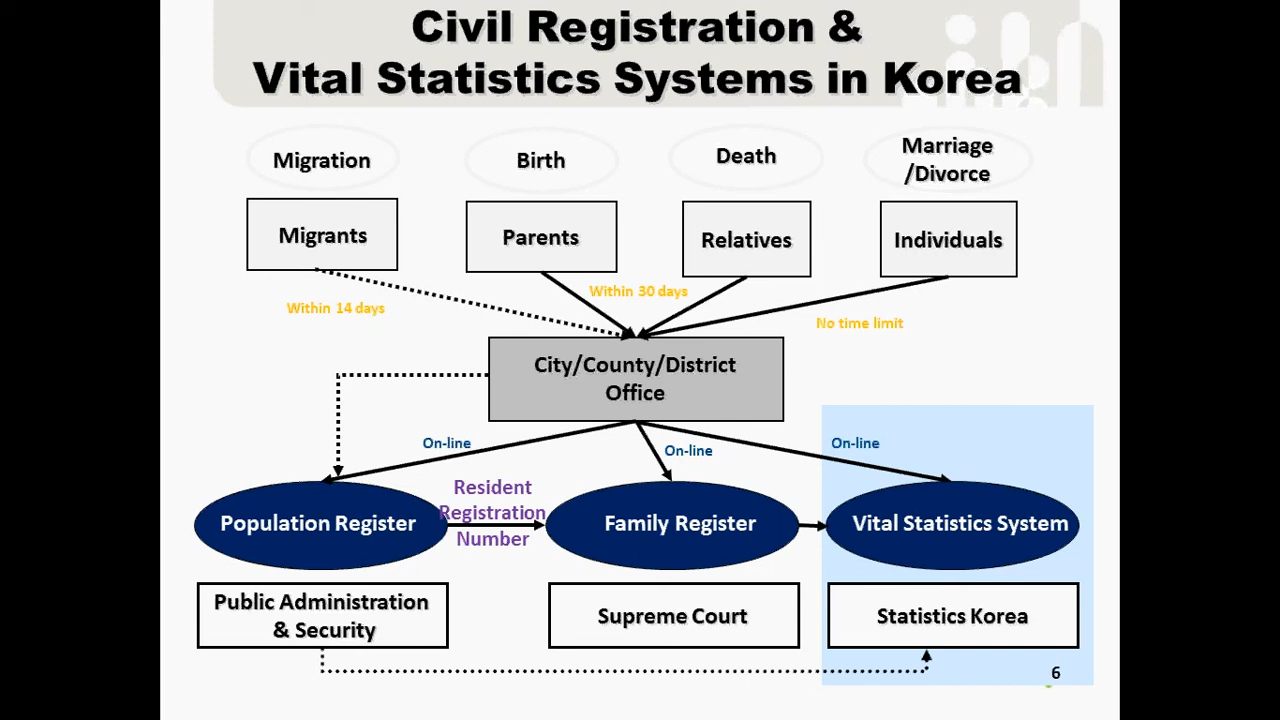 Civil Registration &
Vital Statistics Systems in Korea
Migration
Birth
Death
Marriage
/Divorce
Migrants
Parents
Relatives
Individuals
Within 14 days
Within 30 days
No time limit
City/County/District
Office
On-line
On-line
On-line
Resident
Registration
Number
Population Register
Family Register
Vital Statistics System
Public Administration
& Security
Supreme Court
Statistics Korea
6